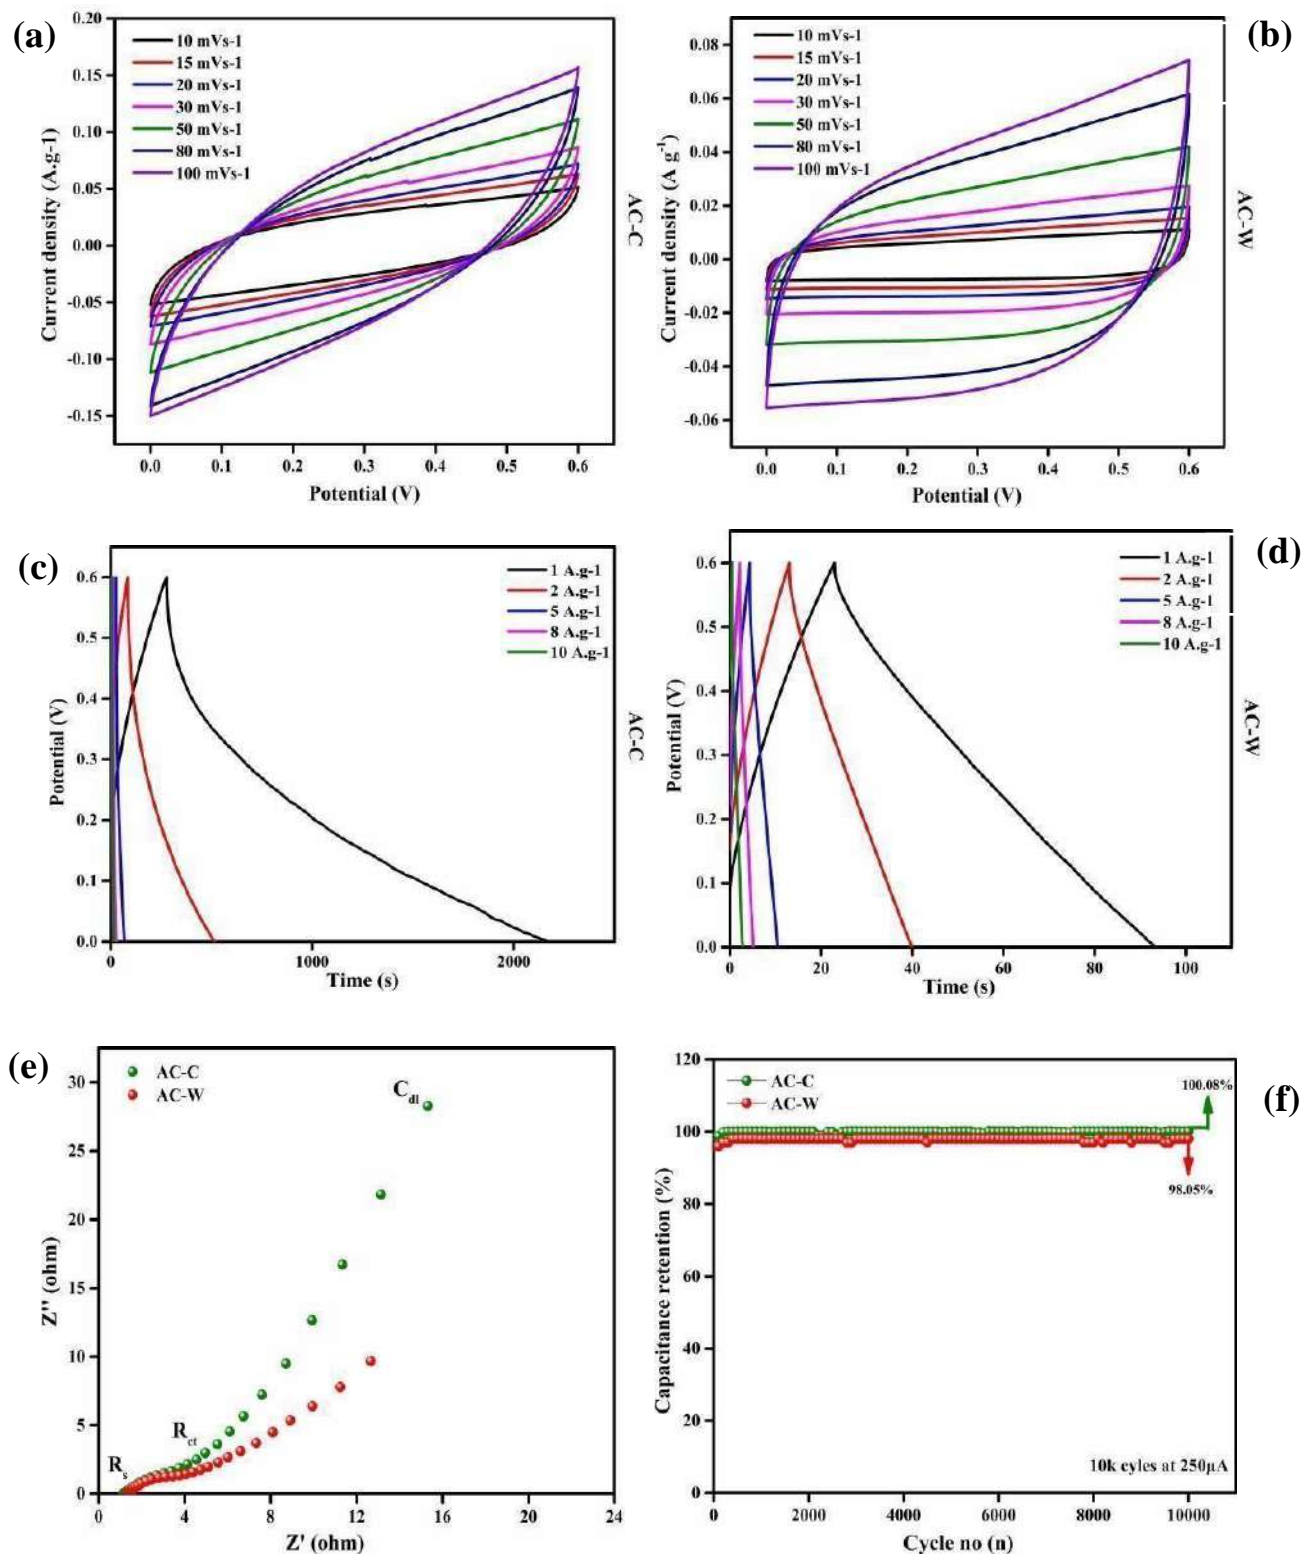 (a)
0.20
0.15
0.10
0.05
0.00
-0.05
-0.10
-0.15
Current density (A.g-1)
10 mVs-1
15 mVs-1
20 mVs-1
30 mVs-1
50 mVs-1
80 mVs-1
100 mVs-1
0.0 0.1 0.2 0.3 0.4 0.5 0.6
Potential (V)
AC-C
(b)
0.08
0.06
0.04
0.02
0.00
-0.02
-0.04
-0.06
Current density (A g-1)
10 mVs-1
15 mVs-1
20 mVs-1
30 mVs-1
50 mVs-1
80 mVs-1
100 mVs-1
0.0 0.1 0.2 0.3 0.4 0.5 0.6
Potential (V)
AC-W
(c)
0.6
0.5
0.4
0.3
0.2
0.1
0.0
Potential (V)
1 A.g-1
2 A.g-1
5 A.g-1
8 A.g-1
10 A.g-1
0 1000 2000
Time (s)
AC-C
(d)
0.6
0.5
0.4
0.3
0.2
0.1
0.0
Potential (V)
1 A.g-1
2 A.g-1
5 A.g-1
8 A.g-1
10 A.g-1
0 20 40 60 80 100
Time (s)
AC-W
(e)
30
25
20
15
10
5
0
Z'' (ohm)
AC-C
AC-W
Cdl
Rct
Rs
0 4 8 12 16 20 24
Z' (ohm)
(f)
120
100
80
60
40
20
0
Capacitance retention (%)
AC-C
AC-W
100.08%
98.05%
10k cyles at 250µA
0 2000 4000 6000 8000 10000
Cycle no (n)